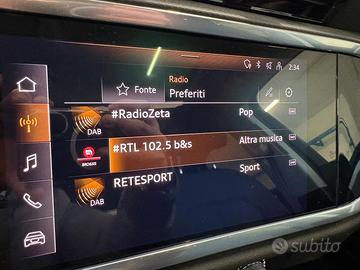 2:34
Fonte
Radio
Preferiti
#RadioZeta
Pop
DAB
#RTL 102.5 b&s
Altra musica
RETESPORT
Sport
DAB
subito